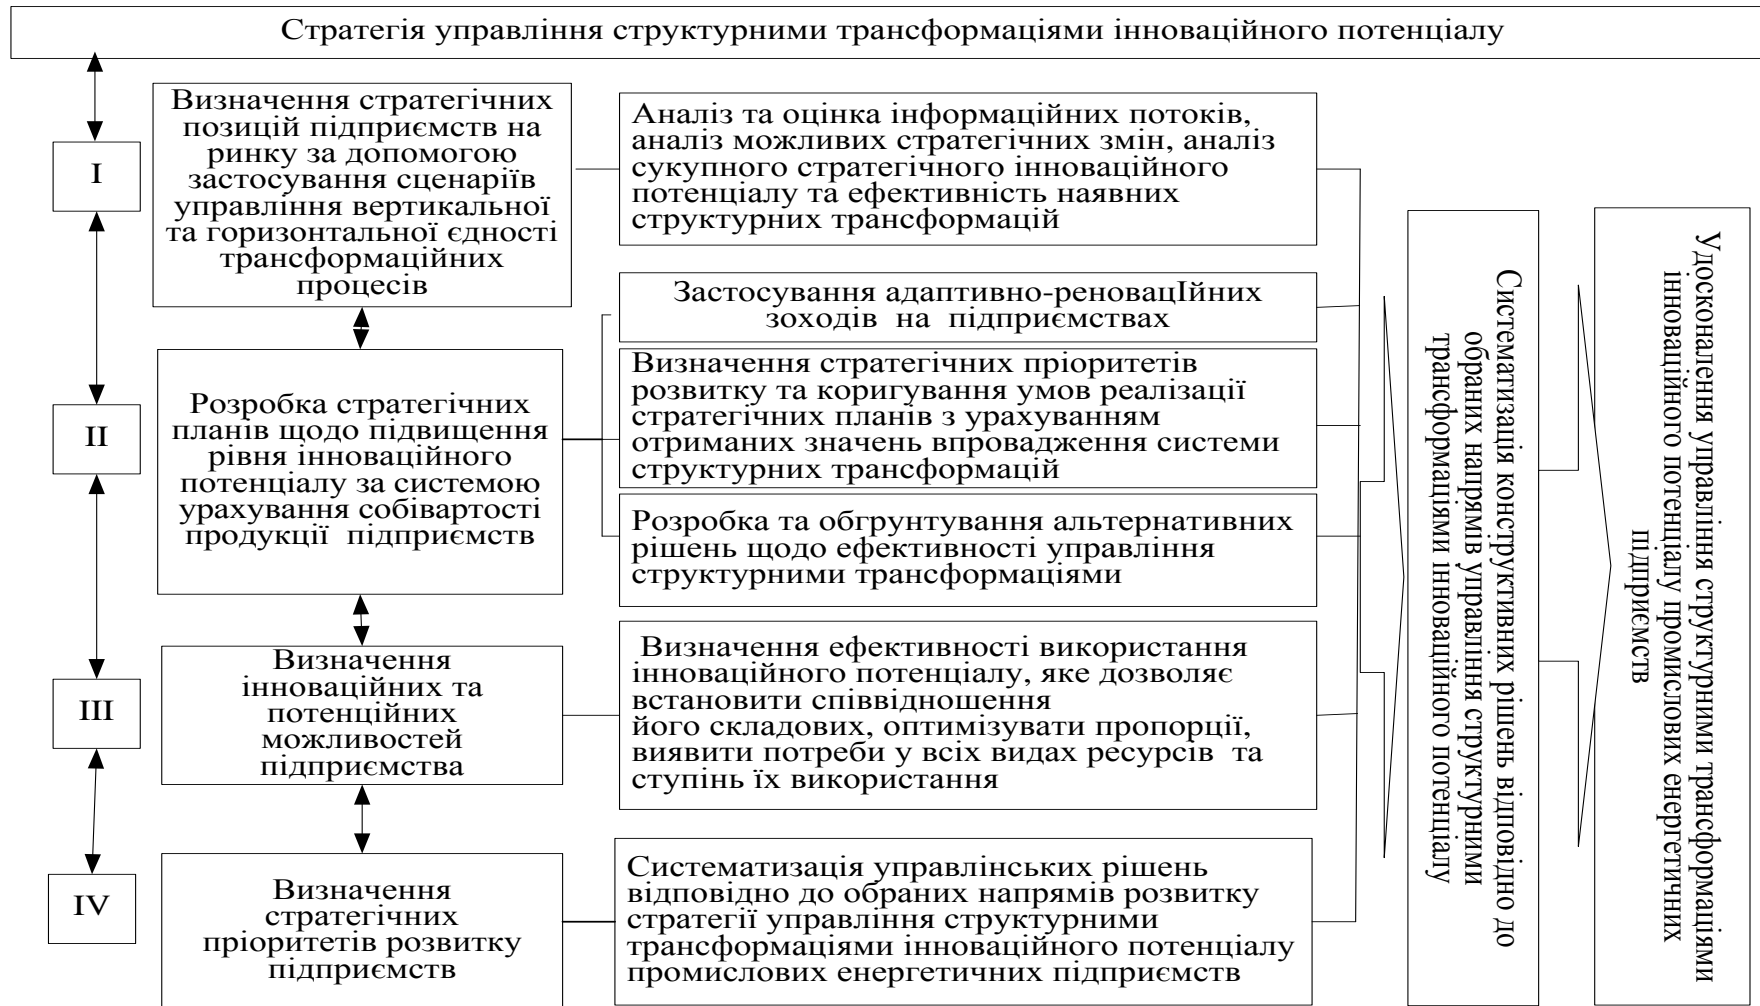 Стратегія управління структурними трансформаціями інноваційного потенціалу
I
Визначення стратегічних
позицій підприємств на
ринку за допомогою
застосування сценаріїв
управління вертикальної
та горизонтальної єдності
трансформаційних
процесів
Аналіз та оцінка інформаційних потоків,
аналіз можливих стратегічних змін, аналіз
сукупного стратегічного інноваційного
потенціалу та ефективність наявних
структурних трансформацій
II
Розробка стратегічних
планів щодо підвищення
рівня інноваційного
потенціалу за системою
урахування собівартості
продукції підприємств
Застосування адаптивно-реновацІйних
зоходів на підприємствах
Визначення стратегічних пріоритетів
розвитку та коригування умов реалізації
стратегічних планів з урахуванням
отриманих значень впровадження системи
структурних трансформацій
Розробка та обгрунтування альтернативних
рішень щодо ефективності управління
структурними трансформаціями
III
Визначення
інноваційних та
потенційних
можливостей
підприємства
Визначення ефективності використання
інноваційного потенціалу, яке дозволяє
встановити співвідношення
його складових, оптимізувати пропорції,
виявити потреби у всіх видах ресурсів та
ступінь їх використання
IV
Визначення
стратегічних
пріоритетів розвитку
підприємств
Систематизація управлінських рішень
відповідно до обраних напрямів розвитку
стратегії управління структурними
трансформаціями інноваційного потенціалу
промислових енергетичних підприємств
Систематизація конструктивних рішень відповідно до
обраних напрямів управління структурними
трансформаціями інноваційного потенціалу
Удосконалення управління структурними трансформаціями
інноваційного потенціалу промислових енергетичних
підприємств